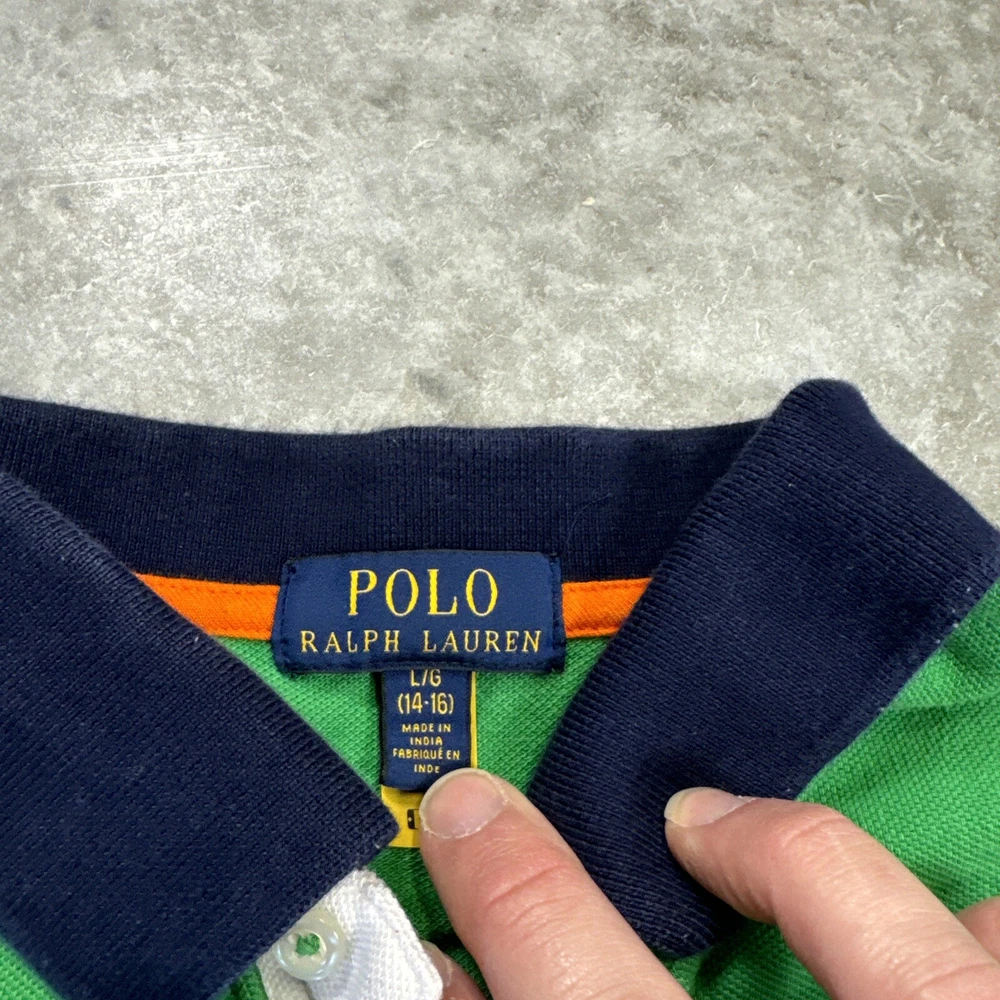 POLO
RALPH LAUREN
L/G
(14-16)
MADE IN
INDIA
FABRIQUÉ EN
INDE